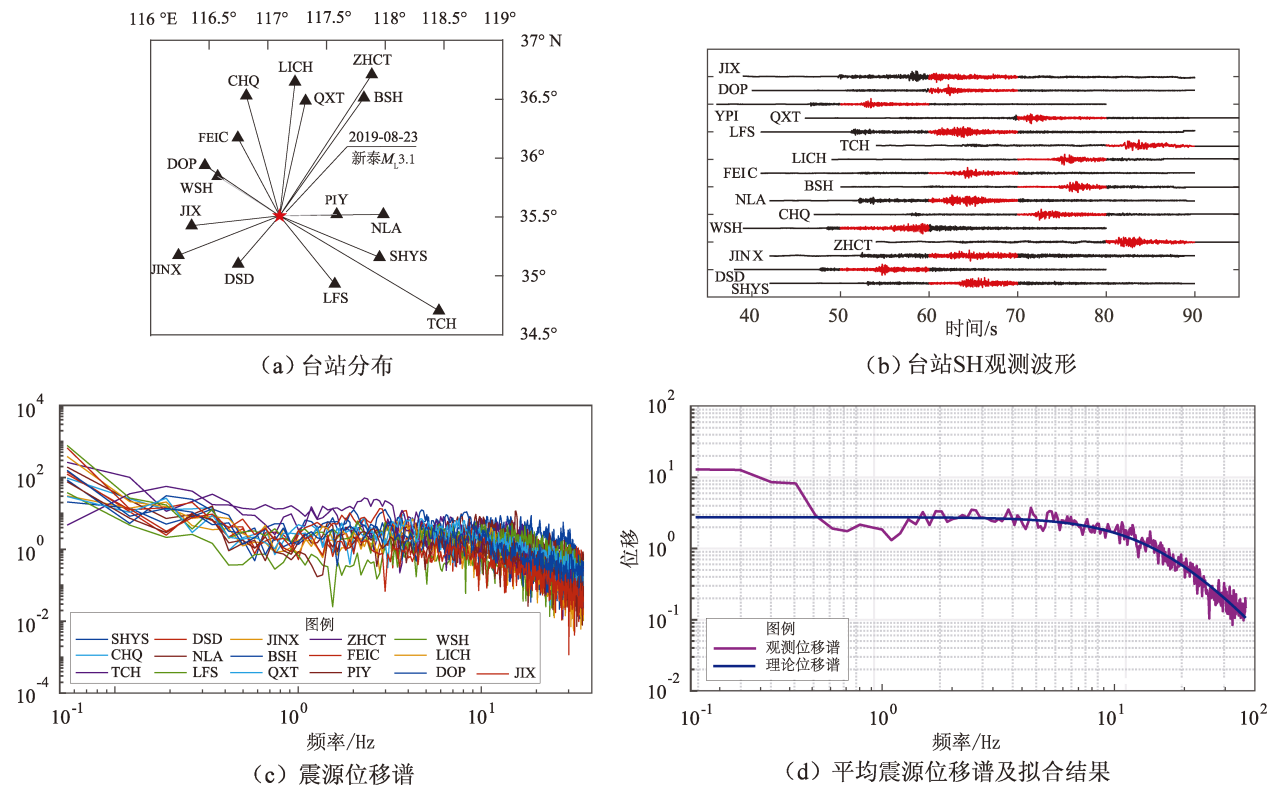 116 °E 116.5° 117° 117.5° 118° 118.5° 119°
37° N
36.5°
36°
35.5°
35°
34.5°
ZHCT
LICH
CHQ
QXT
BSH
FEIC
2019-08-23
新泰ML3.1
DOP
WSH
PIY
JIX
NLA
SHYS
JINX
DSD
LFS
TCH
(a) 台站分布
JIX
DOP
YPI
QXT
LFS
TCH
LICH
FEIC
BSH
NLA
CHQ
WSH
ZHCT
JINX
DSD
SHYS
40 50 60 70 80 90
时间/s
(b) 台站SH观测波形
10^4
10^2
10^0
10^-2
10^-4
图例
SHYS DSD JINX ZHCT WSH
CHQ NLA BSH FEIC LICH
TCH LFS QXT PIY DOP JIX
10^-1 10^0 10^1
频率/Hz
(c) 震源位移谱
10^2
10^1
10^0
10^-1
10^-2
位移
图例
观测位移谱
理论位移谱
10^-1 10^0 10^1 10^2
频率/Hz
(d) 平均震源位移谱及拟合结果